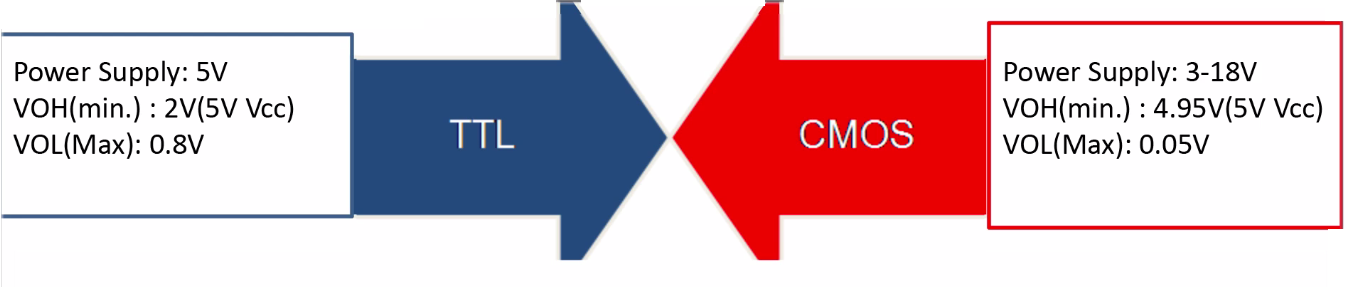 Power Supply: 5V
VOH(min.) : 2V(5V Vcc)
VOL(Max): 0.8V
TTL
CMOS
Power Supply: 3-18V
VOH(min.) : 4.95V(5V Vcc)
VOL(Max): 0.05V